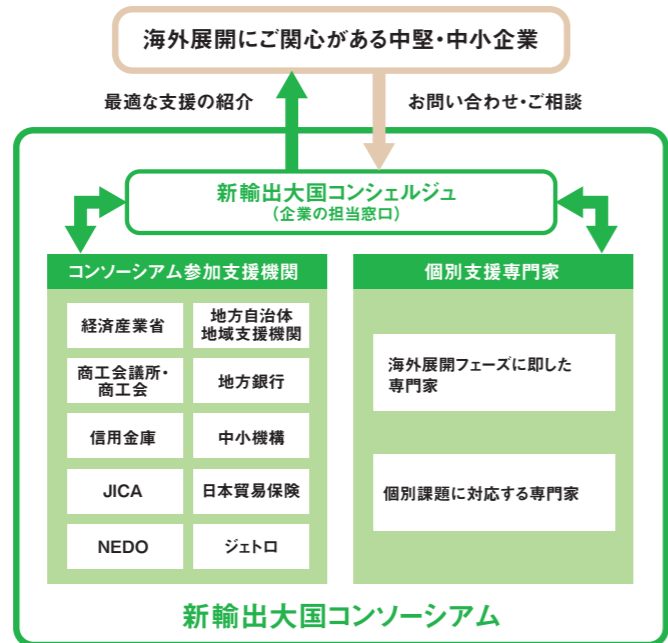 海外展開にご関心がある中堅・中小企業
最適な支援の紹介
お問い合わせ・ご相談
新輸出大国コンシェルジュ
（企業の担当窓口）
コンソーシアム参加支援機関
経済産業省
地方自治体
地域支援機関
商工会議所・
商工会
地方銀行
信用金庫
中小機構
JICA
日本貿易保険
NEDO
ジェトロ
個別支援専門家
海外展開フェーズに即した
専門家
個別課題に対応する専門家
新輸出大国コンソーシアム